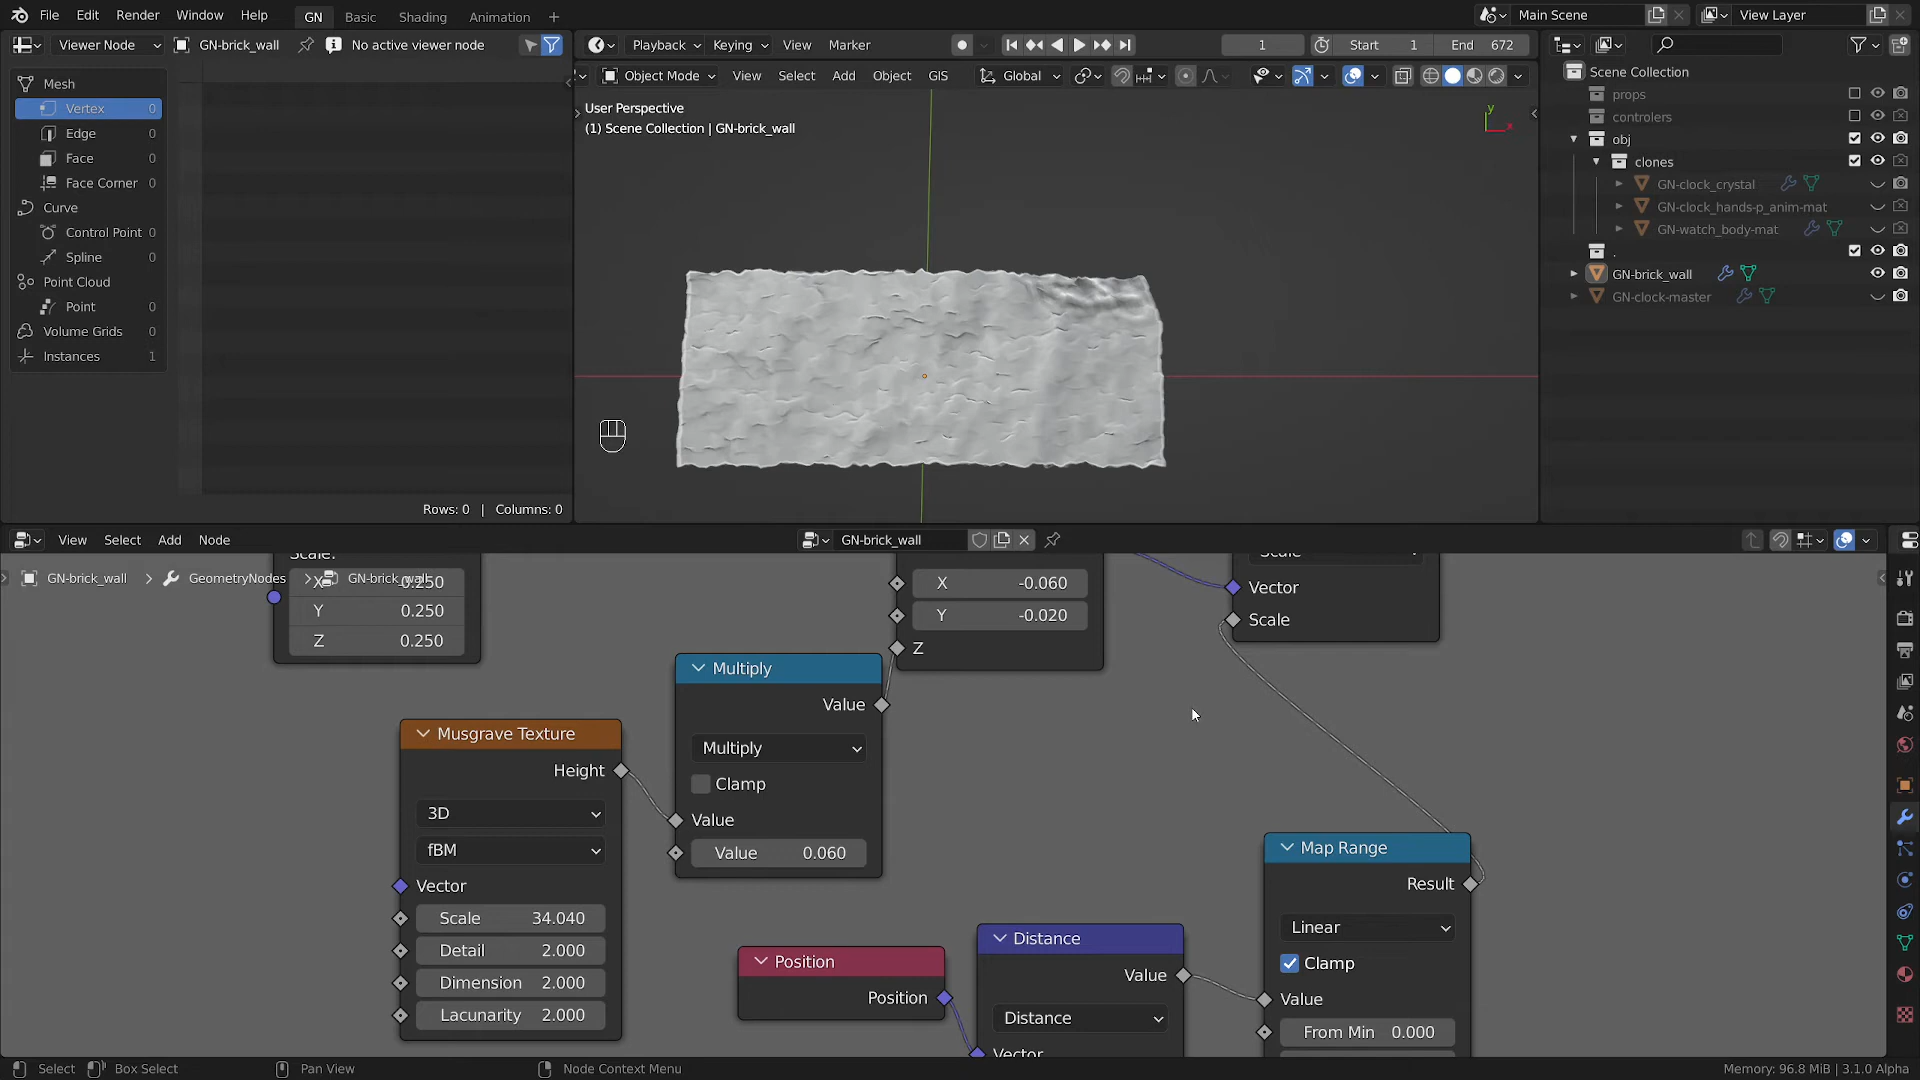 File Edit Render Window Help GN Basic Shading Animation + Main Scene View Layer
Viewer Node GN-brick_wall No active viewer node Playback Keying View Marker 1 Start 1 End 672
Object Mode View Select Add Object GIS Global
Mesh
Vertex 0
Edge 0
Face 0
Face Corner 0
Curve
Control Point 0
Spline 0
Point Cloud
Point 0
Volume Grids 0
Instances 1
Rows: 0 | Columns: 0
User Perspective
(1) Scene Collection | GN-brick_wall
y
x
Scene Collection
props
controlers
obj
clones
GN-clock_crystal
GN-clock_hands-p_anim-mat
GN-watch_body-mat
.
GN-brick_wall
GN-clock-master
View Select Add Node GN-brick_wall
GN-brick_wall > GeometryNodes > GN-brick_wall
Scale:
X 0.250
Y 0.250
Z 0.250
X -0.060
Y -0.020
Z
Scale
Vector
Scale
Multiply
Value
Multiply
Clamp
Value
Value 0.060
Musgrave Texture
Height
3D
fBM
Vector
Scale 34.040
Detail 2.000
Dimension 2.000
Lacunarity 2.000
Position
Position
Distance
Value
Distance
Vector
Map Range
Result
Linear
Clamp
Value
From Min 0.000
Select Box Select Pan View Node Context Menu Memory: 96.8 MiB | 3.1.0 Alpha